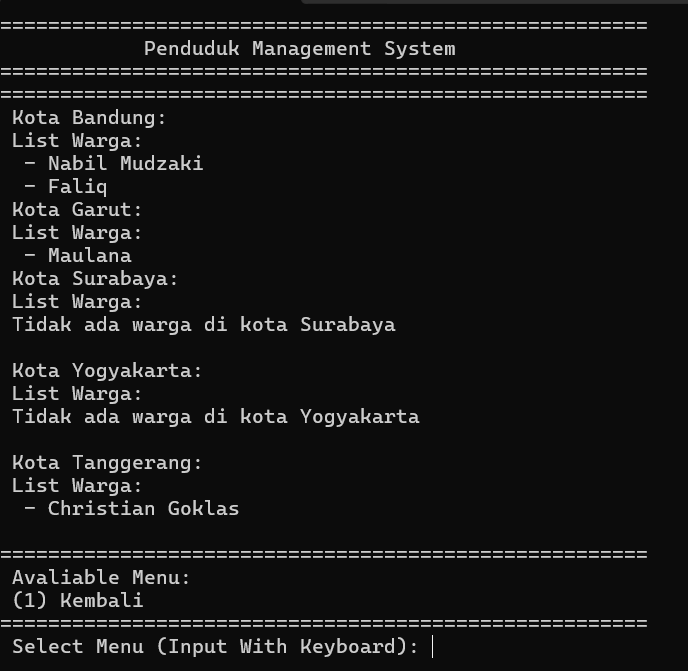 ======================================================
Penduduk Management System
======================================================
======================================================
Kota Bandung:
List Warga:
- Nabil Mudzaki
- Faliq
Kota Garut:
List Warga:
- Maulana
Kota Surabaya:
List Warga:
Tidak ada warga di kota Surabaya
Kota Yogyakarta:
List Warga:
Tidak ada warga di kota Yogyakarta
Kota Tanggerang:
List Warga:
- Christian Goklas
======================================================
Avaliable Menu:
(1) Kembali
======================================================
Select Menu (Input With Keyboard):